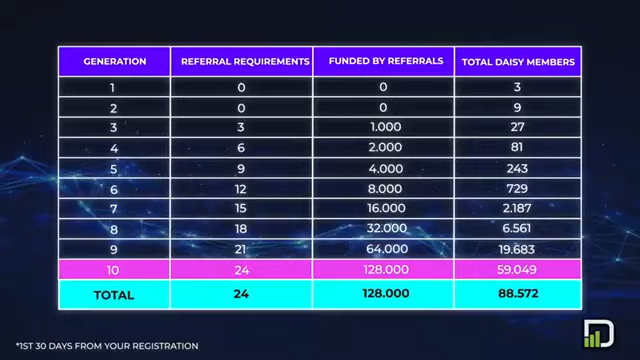 GENERATION REFERRAL REQUIREMENTS FUNDED BY REFERRALS TOTAL DAISY MEMBERS
1 0 0 3
2 0 0 9
3 3 1.000 27
4 6 2.000 81
5 9 4.000 243
6 12 8.000 729
7 15 16.000 2.187
8 18 32.000 6.561
9 21 64.000 19.683
10 24 128.000 59.049
TOTAL 24 128.000 88.572
*1ST 30 DAYS FROM YOUR REGISTRATION